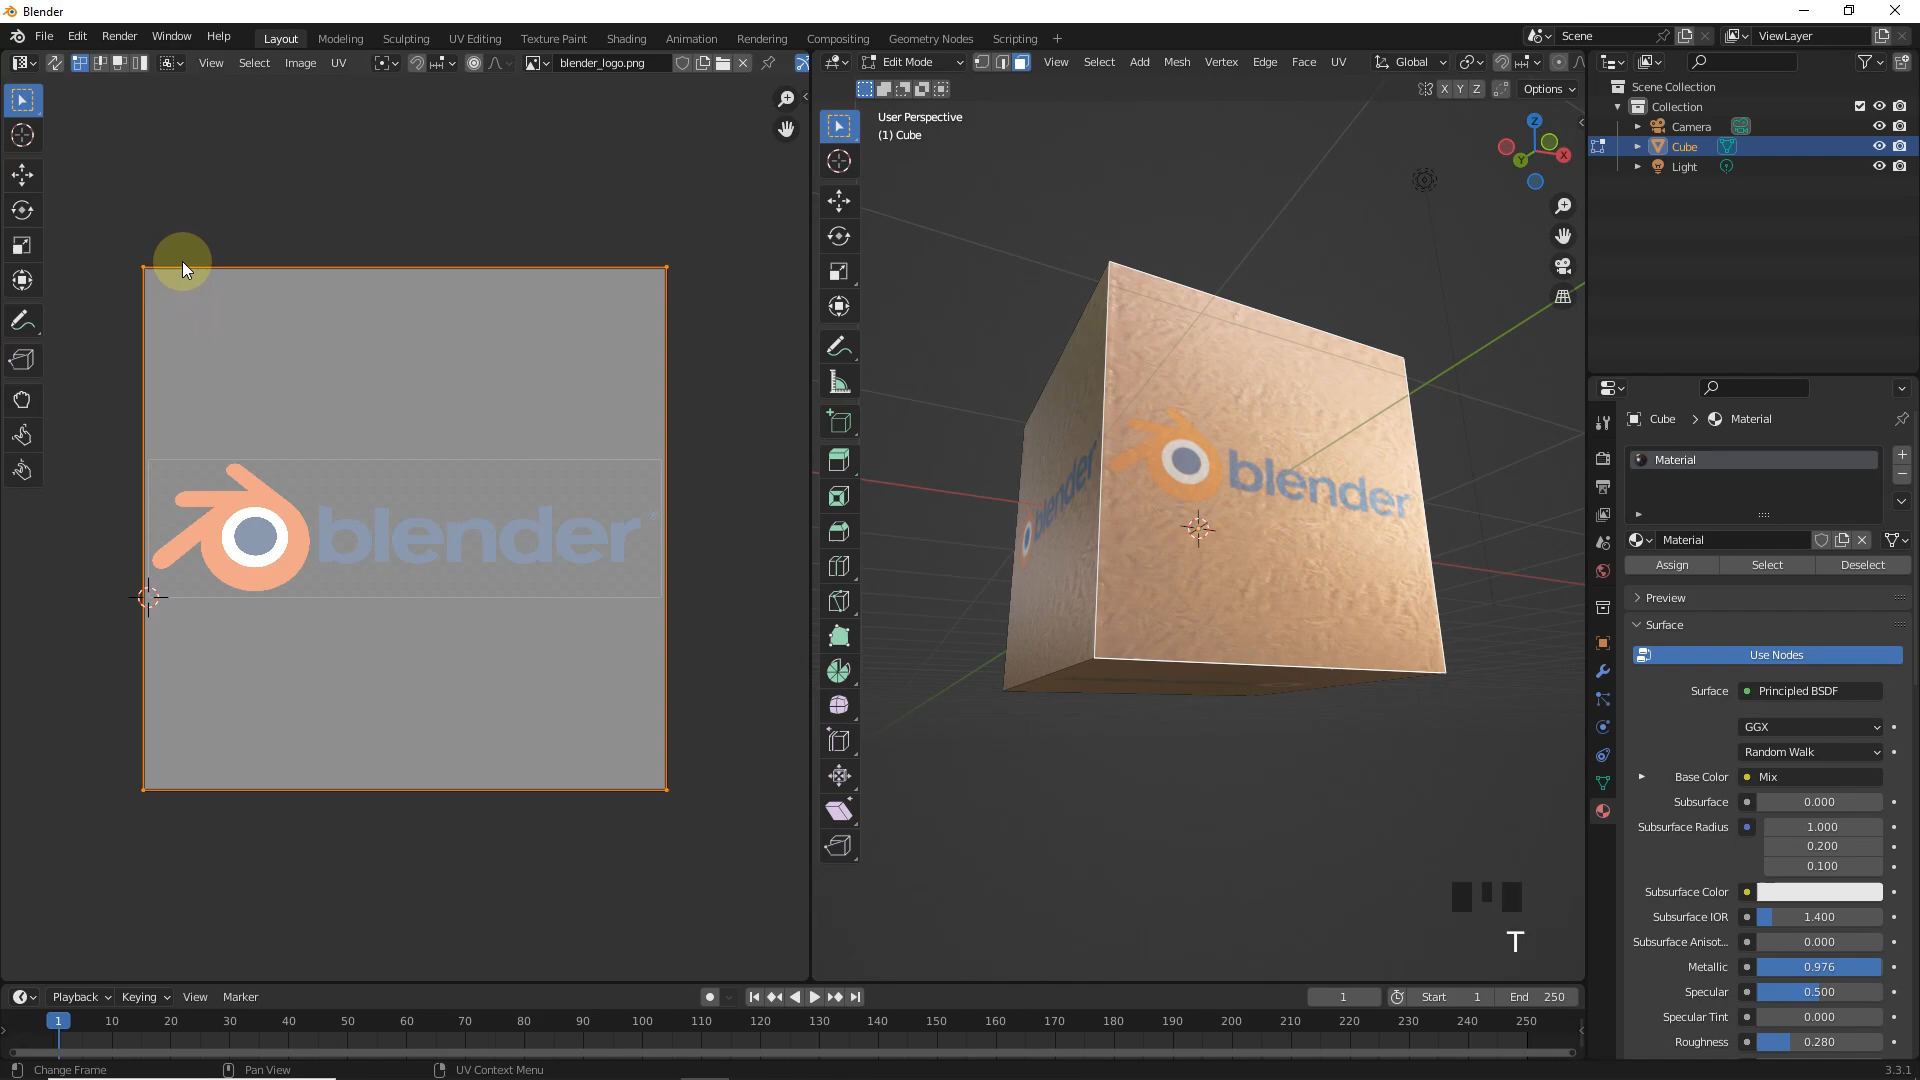 Blender
File Edit Render Window Help
Layout Modeling Sculpting UV Editing Texture Paint Shading Animation Rendering Compositing Geometry Nodes Scripting +
Scene
ViewLayer
View Select Image UV
blender_logo.png
Edit Mode
View Select Add Mesh Vertex Edge Face UV
Global
X Y Z
Options
User Perspective
(1) Cube
Z
X
Y
blender
blender
blender
T
Scene Collection
Collection
Camera
Cube
Light
Cube > Material
Material
Material
Assign Select Deselect
Preview
Surface
Use Nodes
Surface Principled BSDF
GGX
Random Walk
Base Color Mix
Subsurface 0.000
Subsurface Radius 1.000
0.200
0.100
Subsurface Color
Subsurface IOR 1.400
Subsurface Anisot... 0.000
Metallic 0.976
Specular 0.500
Specular Tint 0.000
Roughness 0.280
Playback Keying View Marker
1
Start 1
End 250
1 10 20 30 40 50 60 70 80 90 100 110 120 130 140 150 160 170 180 190 200 210 220 230 240 250
Change Frame
Pan View
UV Context Menu
3.3.1